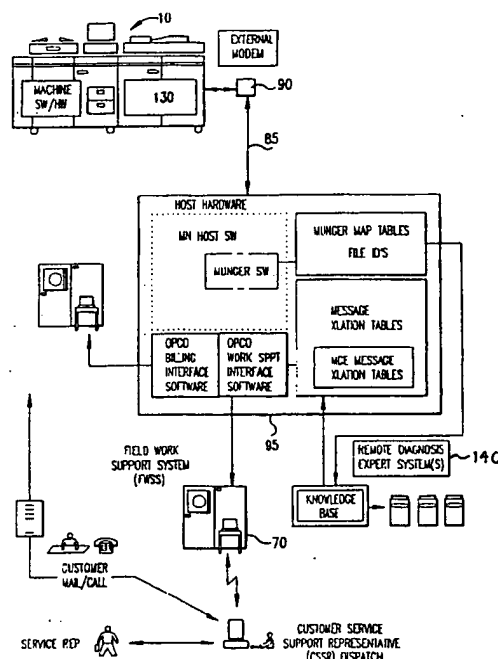 10
EXTERNAL
MODEM
MACHINE
SW/HW
130
90
85
HOST HARDWARE
MN HOST SW
MUNGER SW
MUNGER MAP TABLES
FILE ID'S
MESSAGE
XLATION TABLES
MCE MESSAGE
XLATION TABLES
OPCO
BILLING
INTERFACE
SOFTWARE
OPCO
WORK SPPT
INTERFACE
SOFTWARE
95
FIELD WORK
SUPPORT SYSTEM
(FWSS)
70
REMOTE DIAGNOSIS
EXPERT SYSTEM(S)
140
KNOWLEDGE
BASE
CUSTOMER
MAIL/CALL
SERVICE REP
CUSTOMER SERVICE
SUPPORT REPRESENTATIVE
(CSSR) DISPATCH